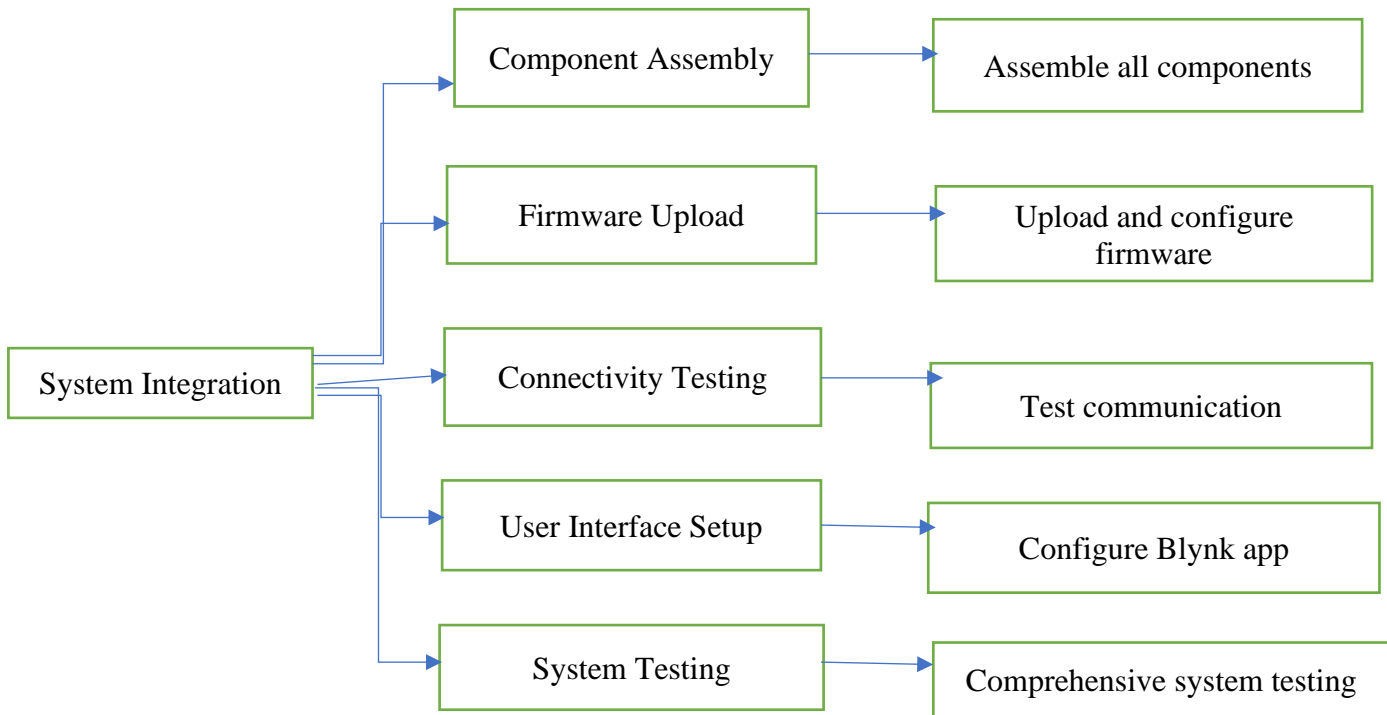 Component Assembly
Assemble all components
Firmware Upload
Upload and configure
firmware
System Integration
Connectivity Testing
Test communication
User Interface Setup
Configure Blynk app
System Testing
Comprehensive system testing